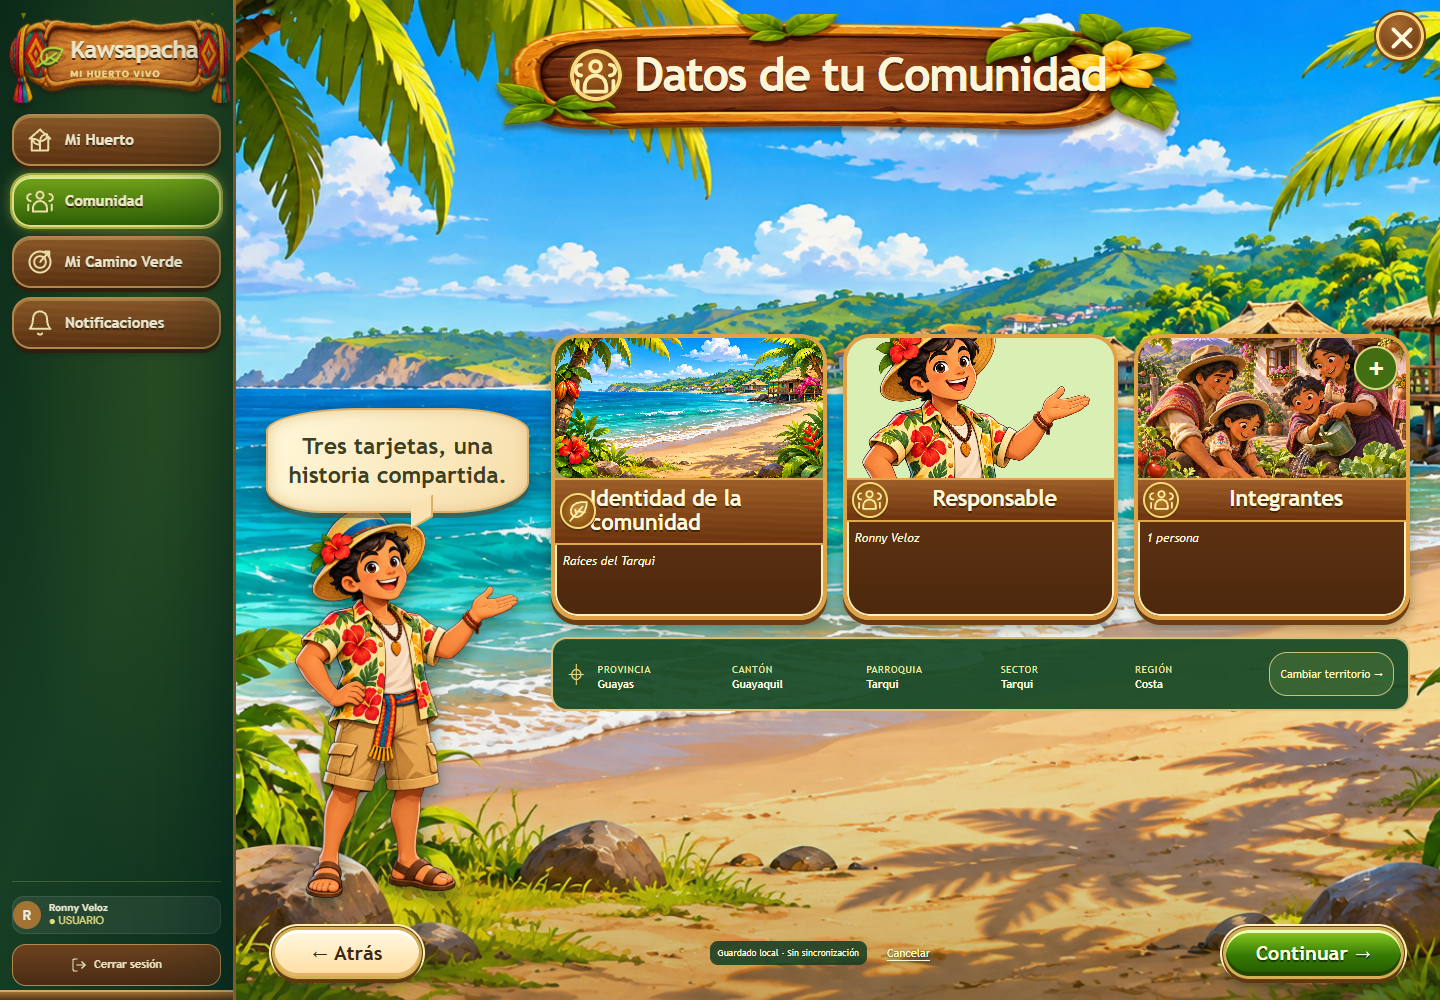 Kawsapacha
MI HUERTO VIVO
Mi Huerto
Comunidad
Mi Camino Verde
Notificaciones
R
Ronny Veloz
● USUARIO
Cerrar sesión
Datos de tu Comunidad
Tres tarjetas, una
historia compartida.
Identidad de la
comunidad
Raíces del Tarqui
Responsable
Ronny Veloz
+
Integrantes
1 persona
PROVINCIA
Guayas
CANTÓN
Guayaquil
PARROQUIA
Tarqui
SECTOR
Tarqui
REGIÓN
Costa
Cambiar territorio →
← Atrás
Guardado local · Sin sincronización
Cancelar
Continuar →